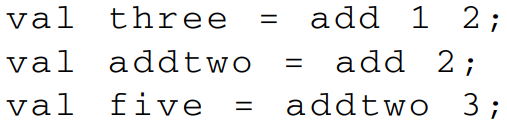 val three = add 1 2;
val addtwo = add 2;
val five = addtwo 3;